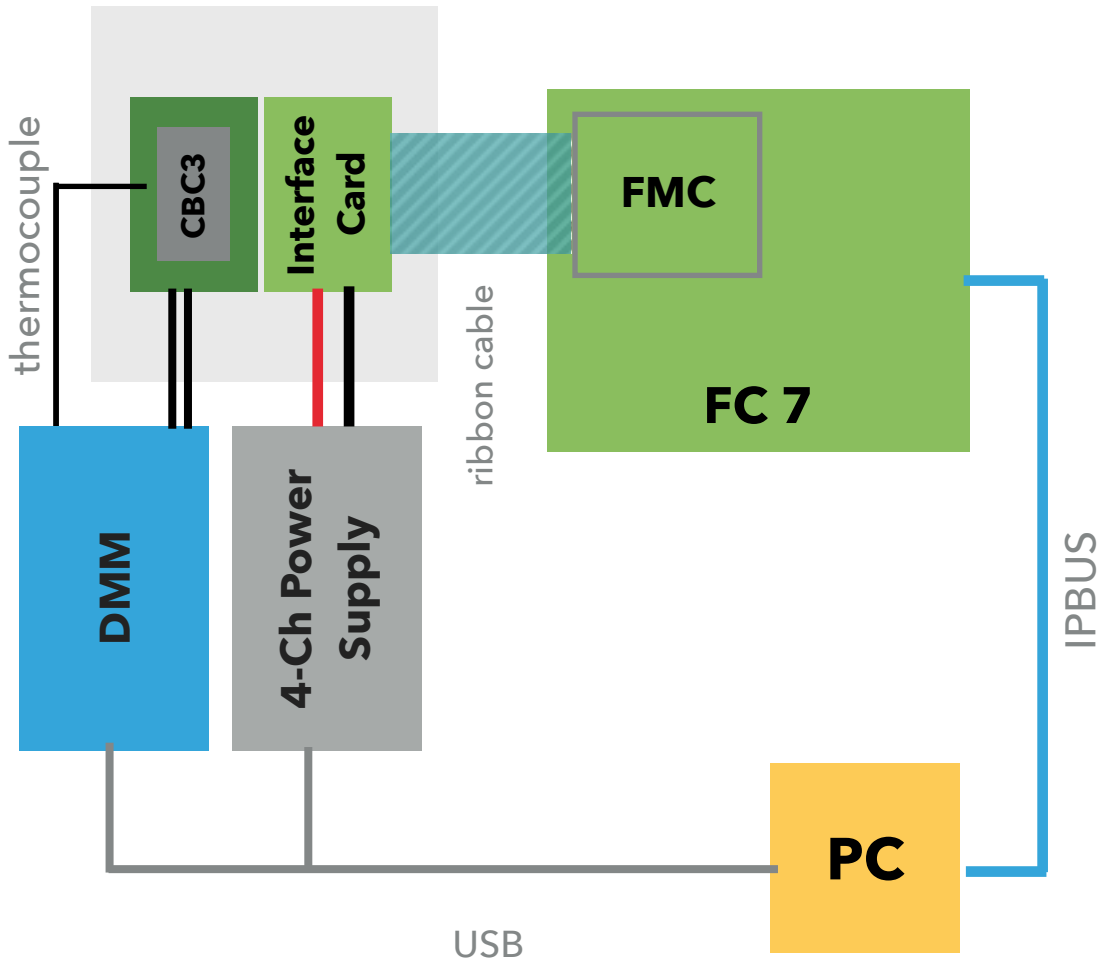 thermocouple
CBC3
Interface
Card
FMC
FC 7
ribbon cable
DMM
4-Ch Power
Supply
IPBUS
PC
USB